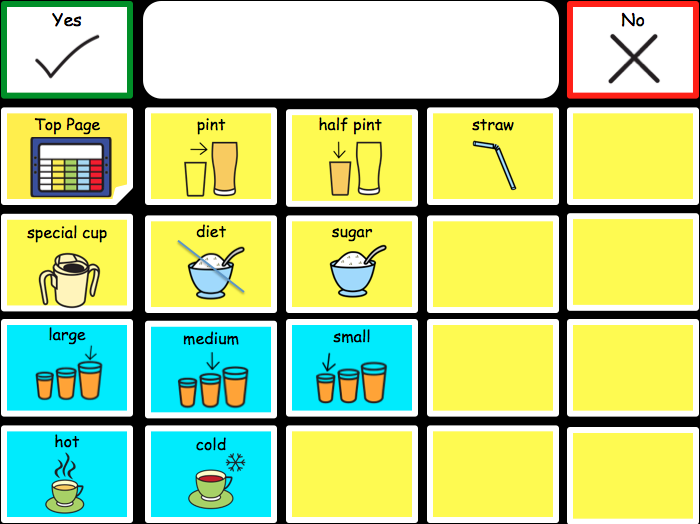 Yes
No
Top Page
pint
half pint
straw
special cup
diet
sugar
large
medium
small
hot
cold